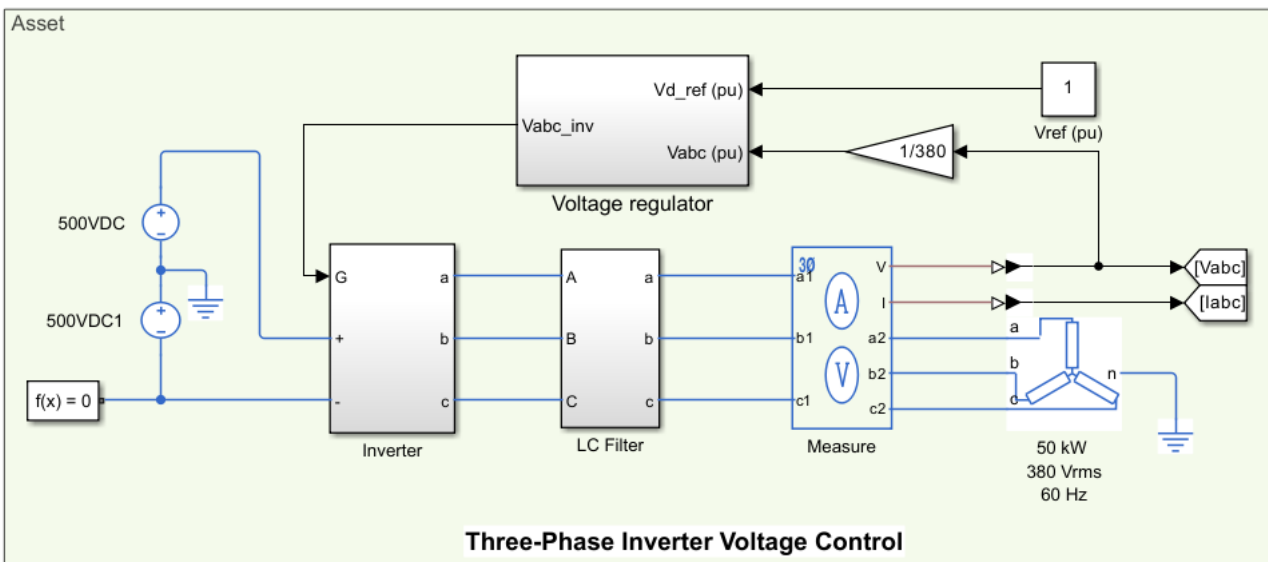 Asset
Vd_ref (pu)
1
Vref (pu)
Vabc_inv
Vabc (pu)
1/380
Voltage regulator
500VDC
500VDC1
f(x) = 0
G
+
-
a
b
c
Inverter
A
B
C
a
b
c
LC Filter
3Ø
a1
b1
c1
A
V
V
I
a2
b2
c2
Measure
[Vabc]
[Iabc]
a
b
c
n
50 kW
380 Vrms
60 Hz
Three-Phase Inverter Voltage Control